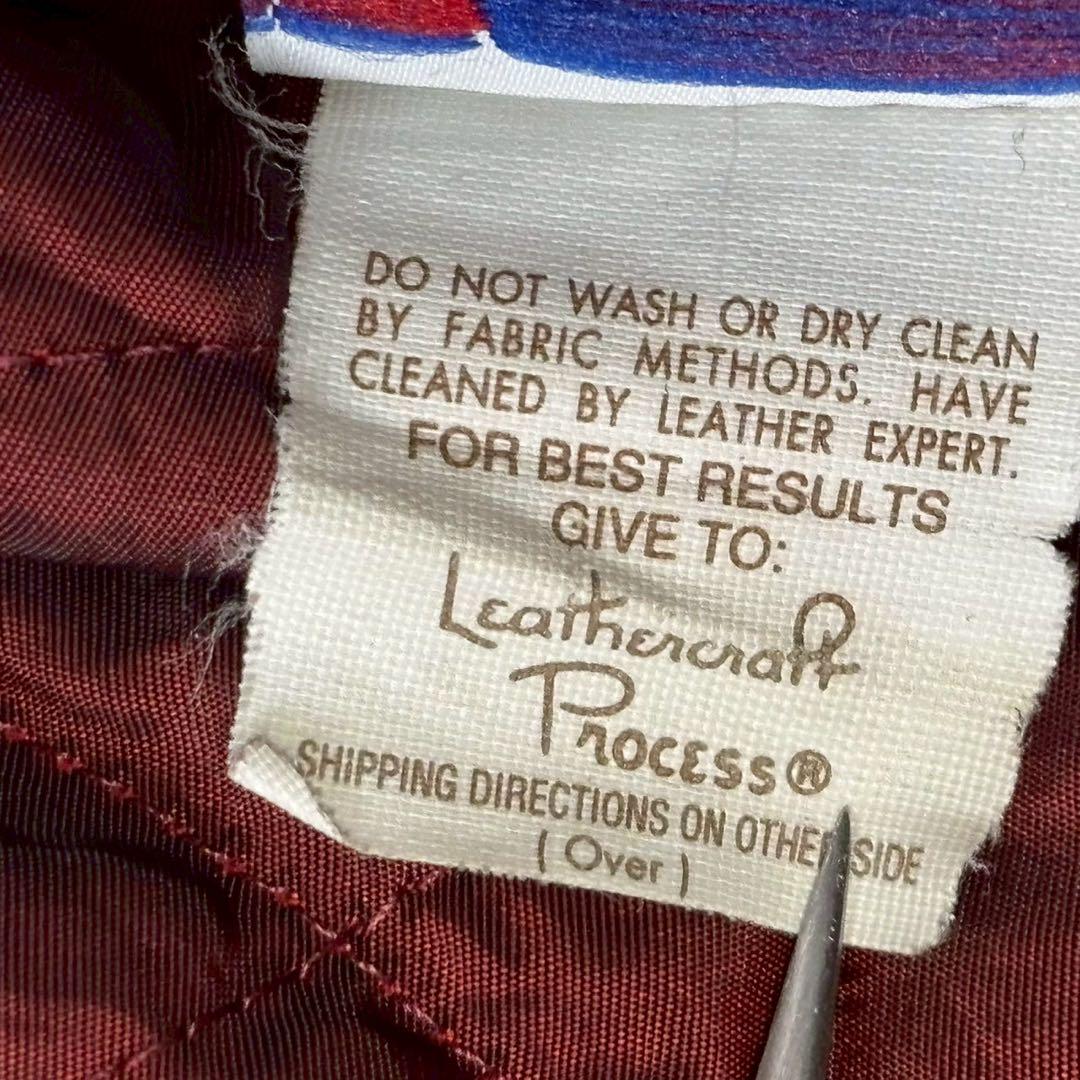 DO NOT WASH OR DRY CLEAN
BY FABRIC METHODS. HAVE
CLEANED BY LEATHER EXPERT.
FOR BEST RESULTS
GIVE TO:
Leathercraft
Process®
SHIPPING DIRECTIONS ON OTHER SIDE
( Over )